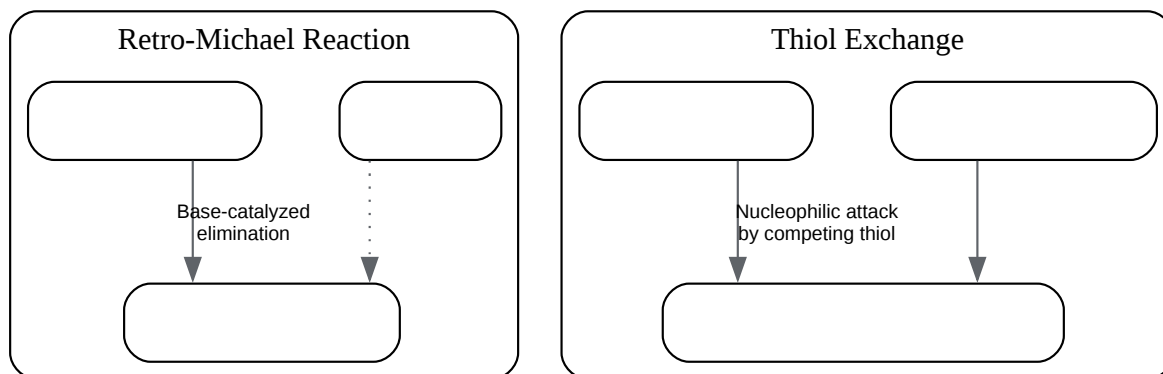 Retro-Michael Reaction
Base-catalyzed
elimination
Thiol Exchange
Nucleophilic attack
by competing thiol